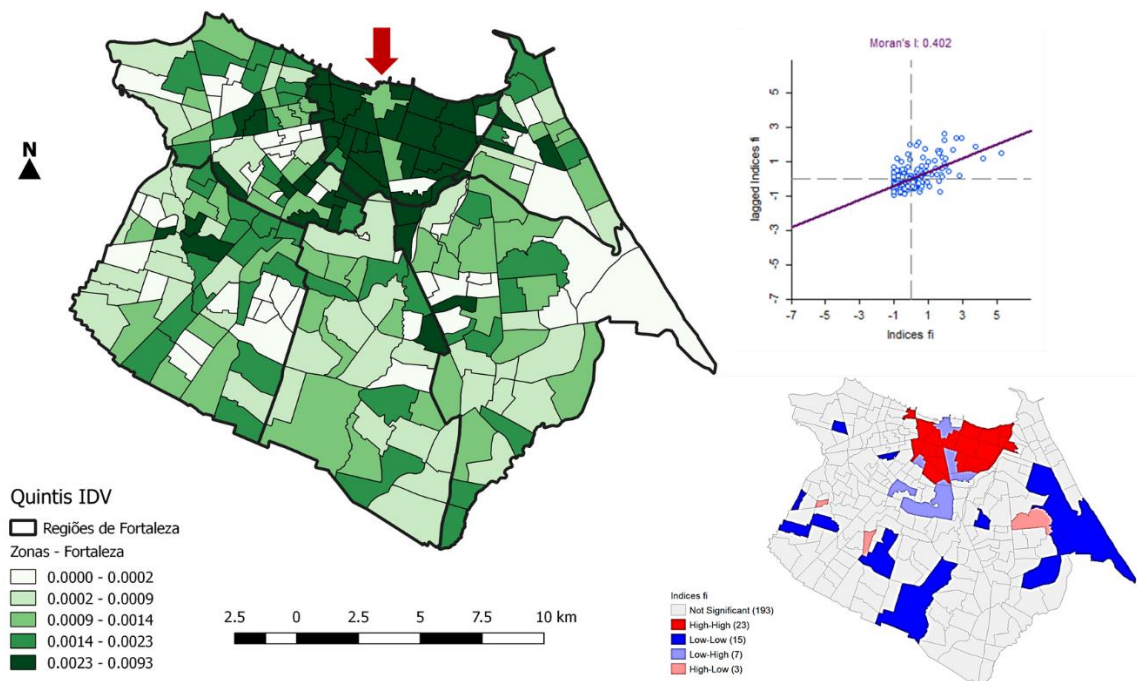 N
Quintis IDV
Regiões de Fortaleza
Zonas - Fortaleza
0.0000 - 0.0002
0.0002 - 0.0009
0.0009 - 0.0014
0.0014 - 0.0023
0.0023 - 0.0093
2.5 0 2.5 5 7.5 10 km
Moran's I: 0.402
lagged Indices fi
5
3
1
-1
-3
-5
-7
-7 -5 -3 -1 1 3 5
Indices fi
Indices fi
Not Significant (193)
High-High (23)
Low-Low (15)
Low-High (7)
High-Low (3)